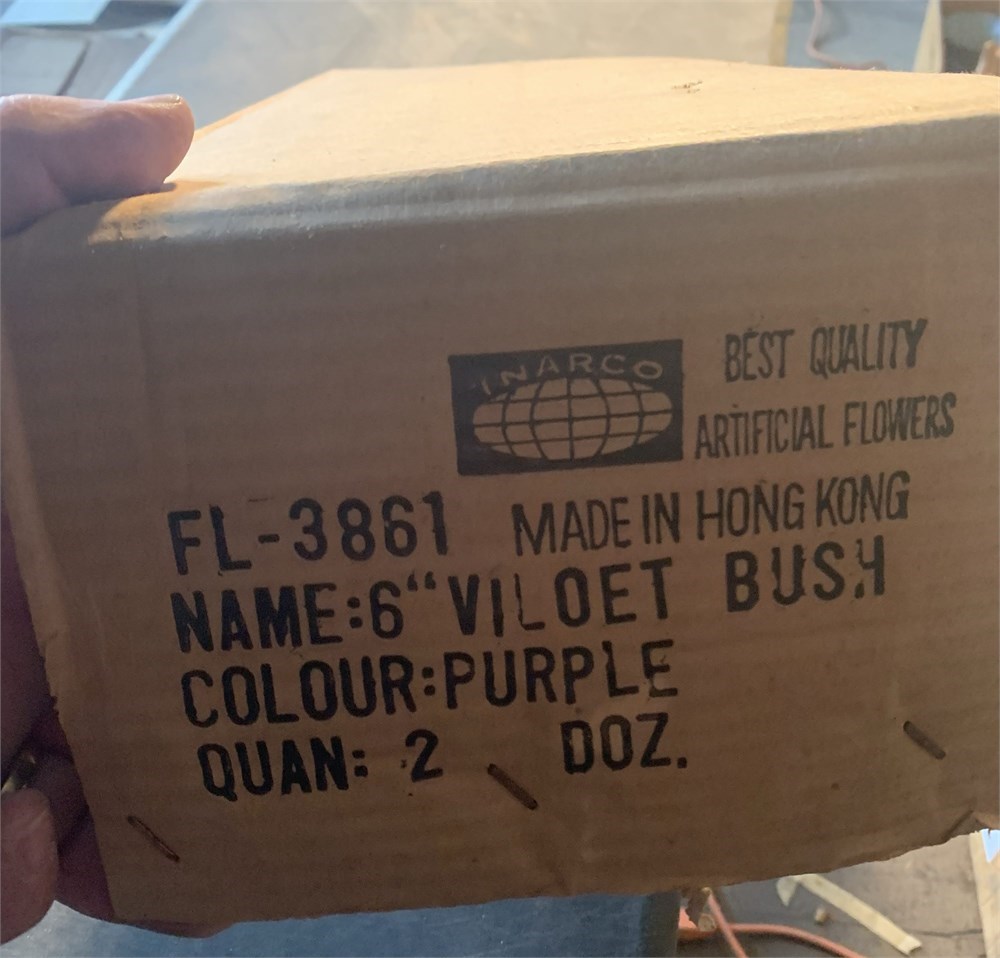 INARCO
BEST QUALITY
ARTIFICIAL FLOWERS
FL-3861 MADE IN HONG KONG
NAME:6“VILOET BUSH
COLOUR:PURPLE
QUAN: 2 DOZ.